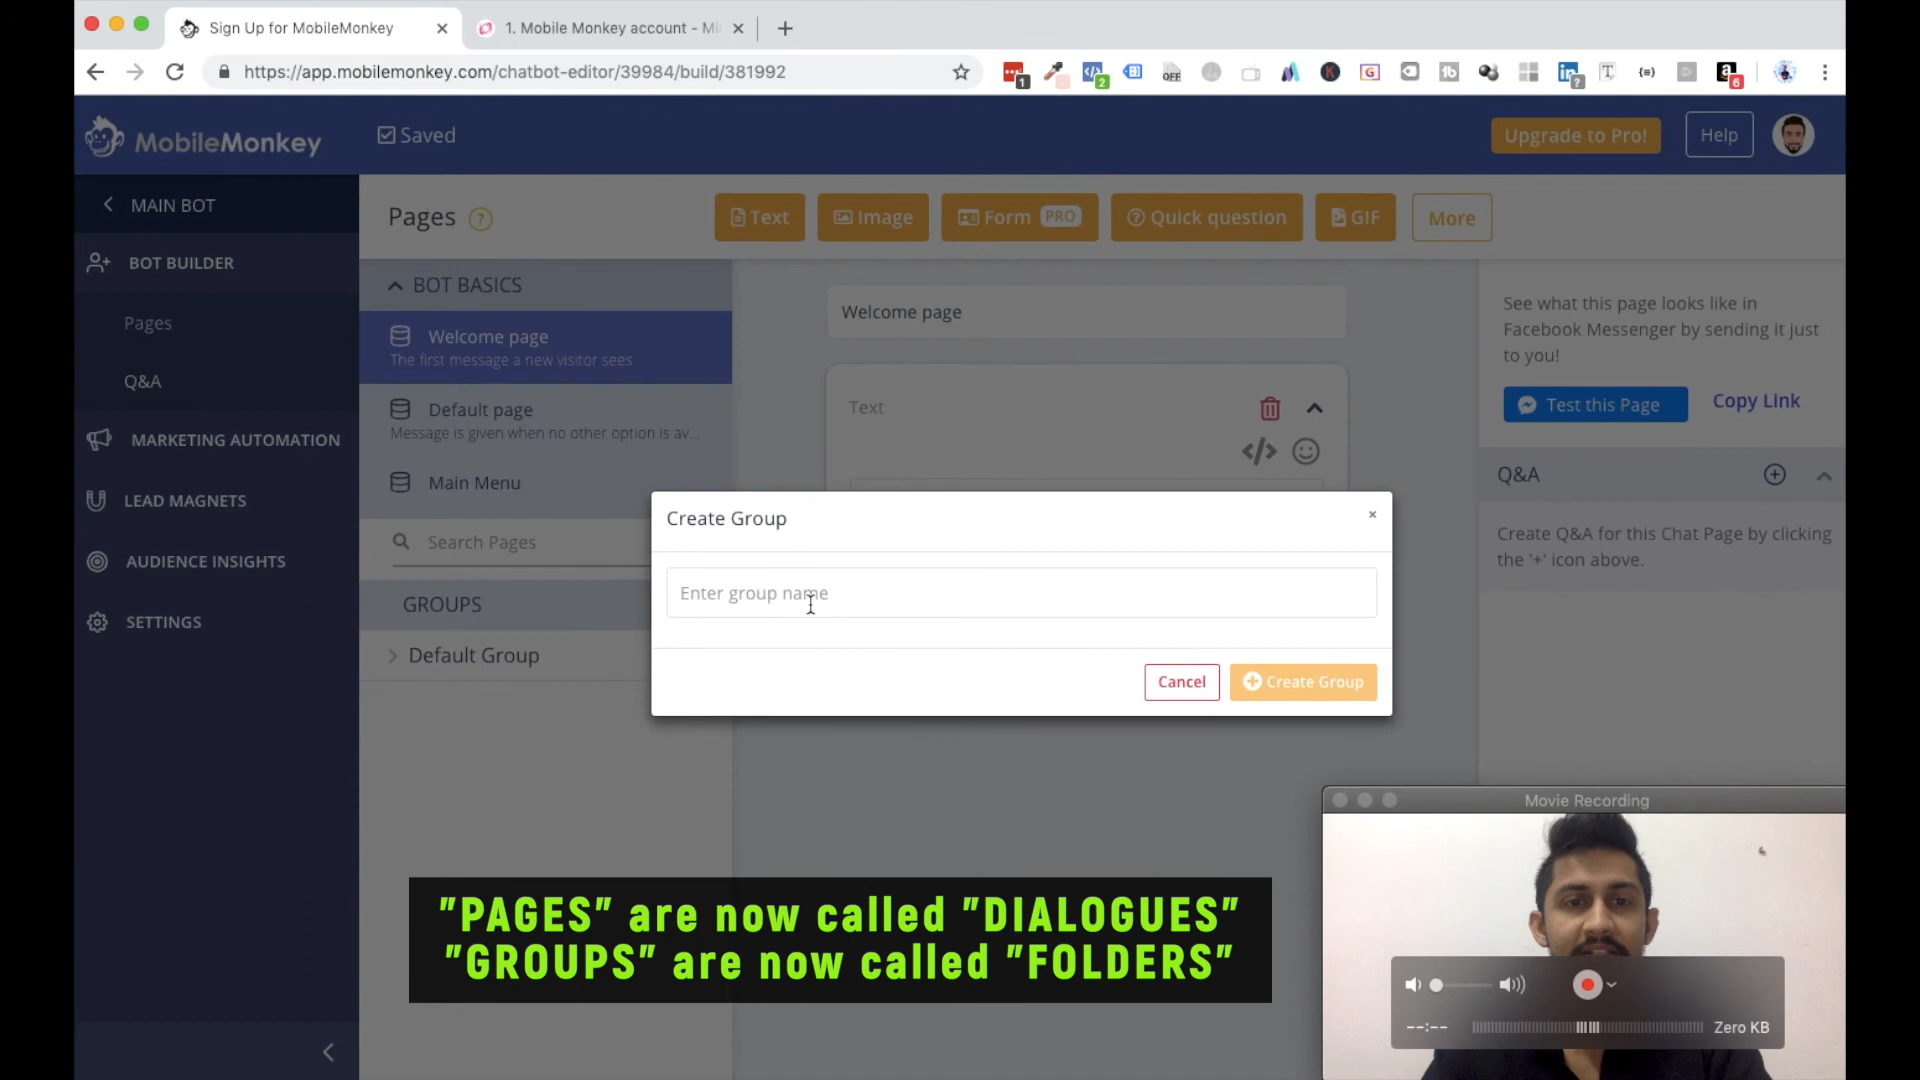 Sign Up for MobileMonkey
1. Mobile Monkey account - Mi
https://app.mobilemonkey.com/chatbot-editor/39984/build/381992
MobileMonkey
Saved
Upgrade to Pro!
Help
MAIN BOT
BOT BUILDER
Pages
Q&A
MARKETING AUTOMATION
LEAD MAGNETS
AUDIENCE INSIGHTS
SETTINGS
Pages
Text
Image
Form PRO
Quick question
GIF
More
BOT BASICS
Welcome page
The first message a new visitor sees
Default page
Message is given when no other option is av...
Main Menu
Search Pages
GROUPS
Default Group
Welcome page
Text
See what this page looks like in
Facebook Messenger by sending it just
to you!
Test this Page
Copy Link
Q&A
Create Q&A for this Chat Page by clicking
the '+' icon above.
Create Group
Enter group name
Cancel
Create Group
Movie Recording
--:--
Zero KB
"PAGES" are now called "DIALOGUES"
"GROUPS" are now called "FOLDERS"